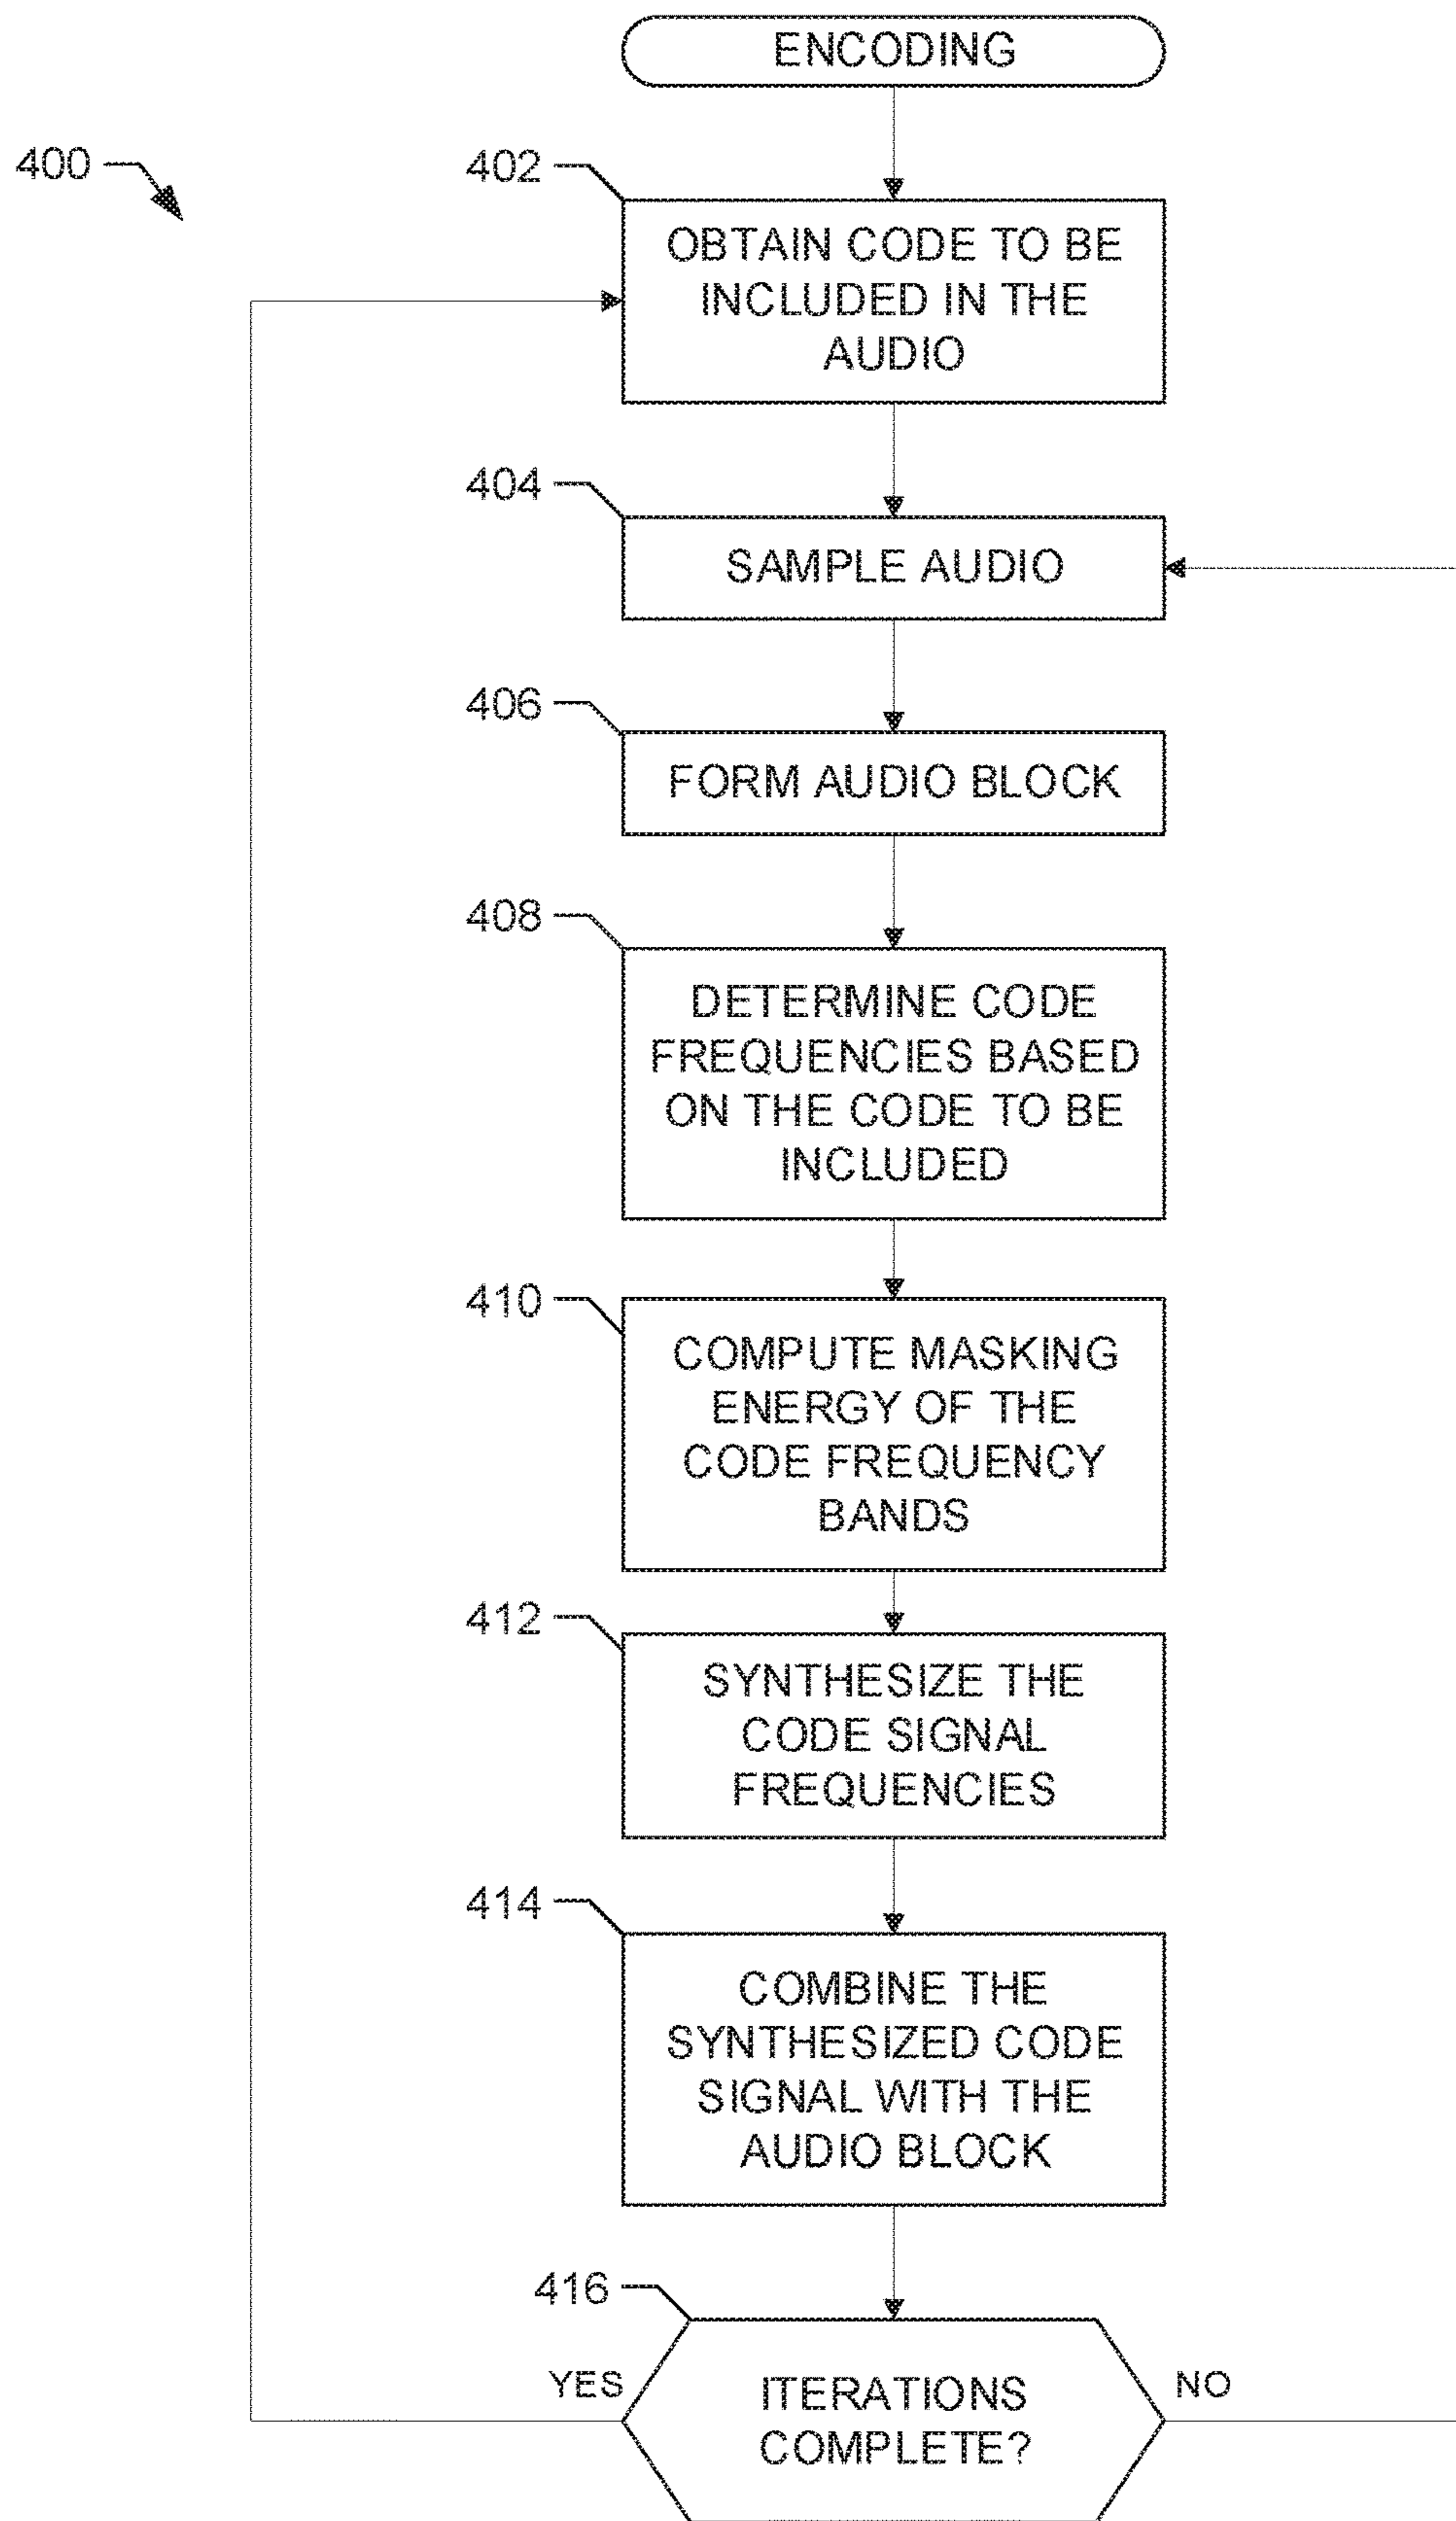 ENCODING
400
402
OBTAIN CODE TO BE
INCLUDED IN THE
AUDIO
404
SAMPLE AUDIO
406
FORM AUDIO BLOCK
408
DETERMINE CODE
FREQUENCIES BASED
ON THE CODE TO BE
INCLUDED
410
COMPUTE MASKING
ENERGY OF THE
CODE FREQUENCY
BANDS
412
SYNTHESIZE THE
CODE SIGNAL
FREQUENCIES
414
COMBINE THE
SYNTHESIZED CODE
SIGNAL WITH THE
AUDIO BLOCK
416
YES
ITERATIONS
COMPLETE?
NO